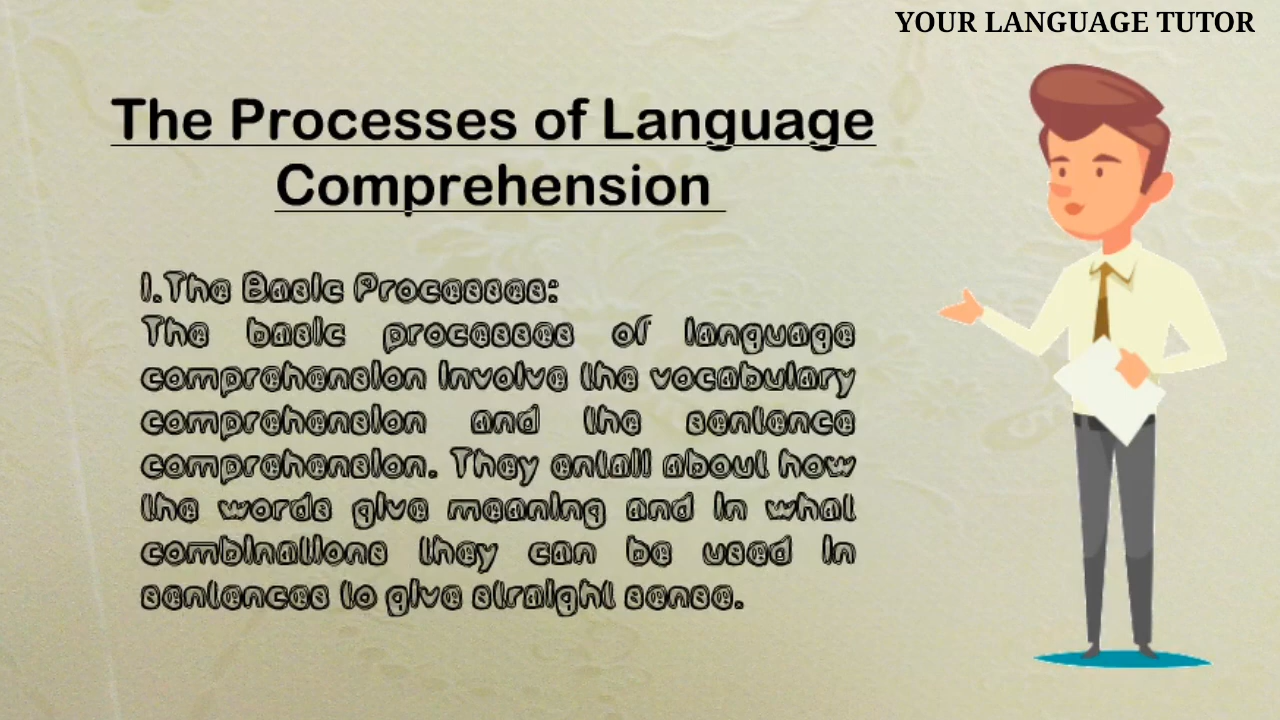 YOUR LANGUAGE TUTOR
The Processes of Language
Comprehension
1.The Basic Processes:
The basic processes of language
comprehension involve the vocabulary
comprehension and the sentence
comprehension. They entail about how
the words give meaning and in what
combinations they can be used in
sentences to give straight sense.